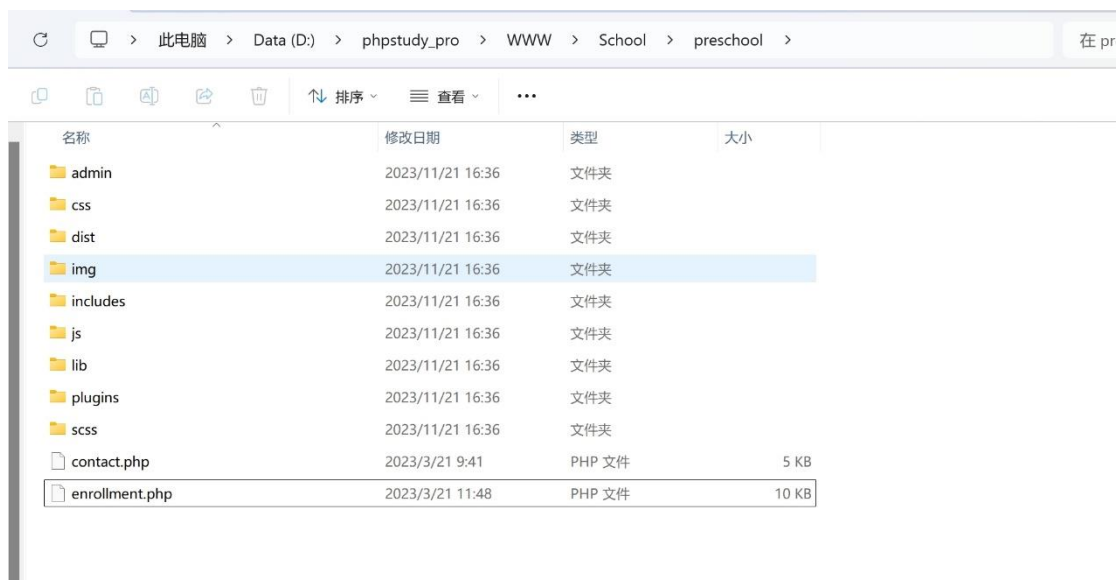 此电脑 > Data (D:) > phpstudy_pro > WWW > School > preschool > 在 pr
排序 查看 ...
名称 修改日期 类型 大小
admin 2023/11/21 16:36 文件夹
css 2023/11/21 16:36 文件夹
dist 2023/11/21 16:36 文件夹
img 2023/11/21 16:36 文件夹
includes 2023/11/21 16:36 文件夹
js 2023/11/21 16:36 文件夹
lib 2023/11/21 16:36 文件夹
plugins 2023/11/21 16:36 文件夹
scss 2023/11/21 16:36 文件夹
contact.php 2023/3/21 9:41 PHP 文件 5 KB
enrollment.php 2023/3/21 11:48 PHP 文件 10 KB